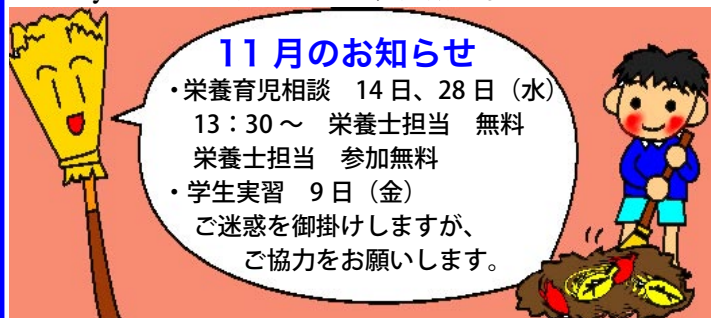 11月のお知らせ
・栄養育児相談　14日、28日（水）
13：30～　栄養士担当　無料
栄養士担当　参加無料
・学生実習　9日（金）
ご迷惑を御掛けしますが、
ご協力をお願いします。